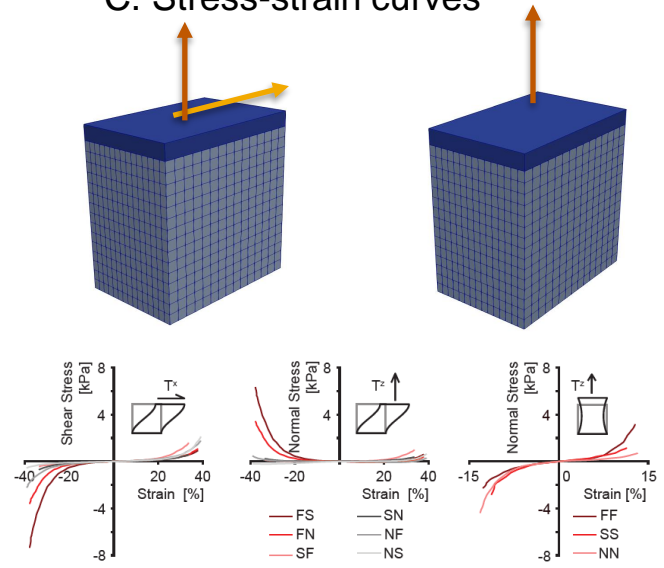 C. Stress-strain curves
Shear Stress
[kPa]
8
4
-4
-8
-40
-20
20
40
Strain [%]
Tˣ
Normal Stress
[kPa]
8
4
-4
-8
-40
-20
0
20
40
Strain [%]
Tᶻ
FS
FN
SF
SN
NF
NS
Normal Stress
[kPa]
8
4
-4
-8
-15
0
15
Strain [%]
Tᶻ
FF
SS
NN